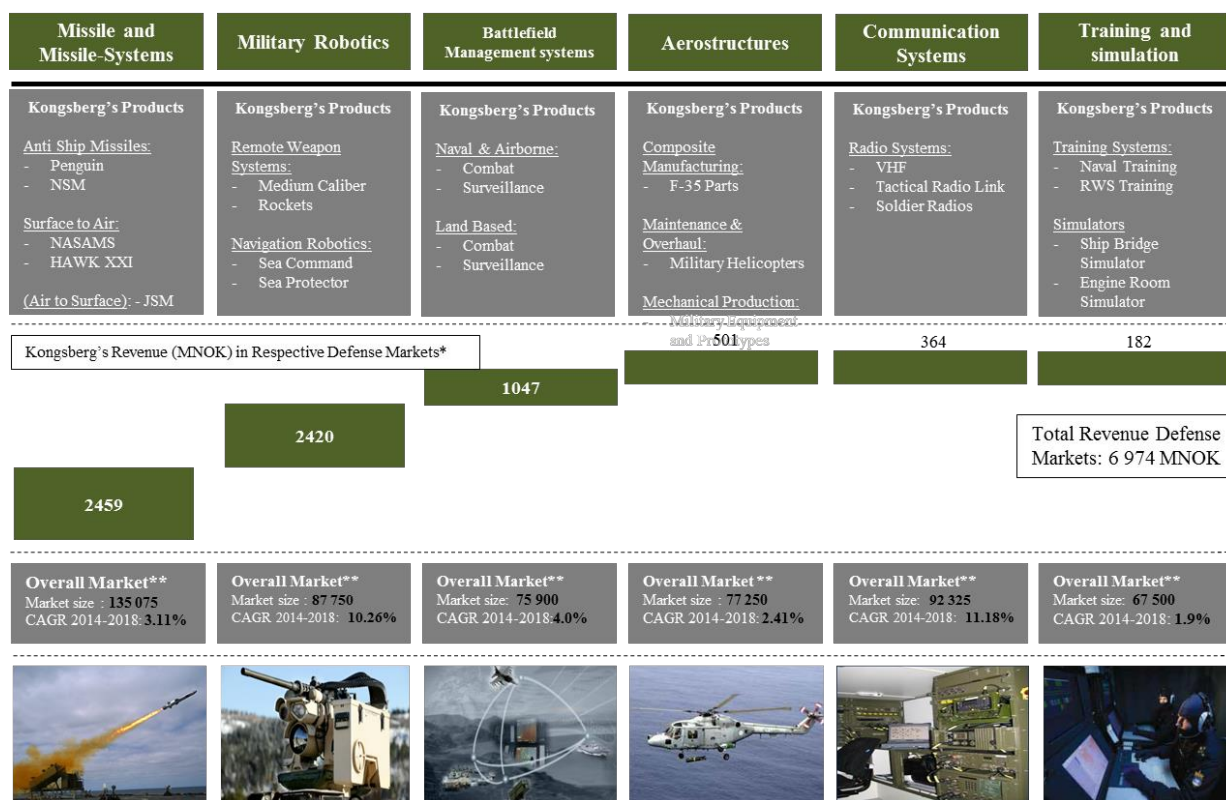 Missile and
Missile-Systems
Military Robotics
Battlefield
Management systems
Aerostructures
Communication
Systems
Training and
simulation
Kongsberg's Products
Anti Ship Missiles:
- Penguin
- NSM
Surface to Air:
- NASAMS
- HAWK XXI
(Air to Surface): - JSM
Kongsberg's Products
Remote Weapon
Systems:
- Medium Caliber
- Rockets
Navigation Robotics:
- Sea Command
- Sea Protector
Kongsberg's Products
Naval & Airborne:
- Combat
- Surveillance
Land Based:
- Combat
- Surveillance
Kongsberg's Products
Composite
Manufacturing:
- F-35 Parts
Maintenance &
Overhaul:
- Military Helicopters
Mechanical Production:
- Military Equipment
and Prototypes
Kongsberg's Products
Radio Systems:
- VHF
- Tactical Radio Link
- Soldier Radios
Kongsberg's Products
Training Systems:
- Naval Training
- RWS Training
Simulators
- Ship Bridge
Simulator
- Engine Room
Simulator
Kongsberg's Revenue (MNOK) in Respective Defense Markets*
2459
2420
1047
501
364
182
Total Revenue Defense
Markets: 6 974 MNOK
Overall Market**
Market size : 135 075
CAGR 2014-2018: 3.11%
Overall Market**
Market size : 87 750
CAGR 2014-2018: 10.26%
Overall Market**
Market size: 75 900
CAGR 2014-2018:4.0%
Overall Market**
Market size : 77 250
CAGR 2014-2018: 2.41%
Overall Market**
Market size: 92 325
CAGR 2014-2018: 11.18%
Overall Market**
Market size: 67 500
CAGR 2014-2018: 1.9%